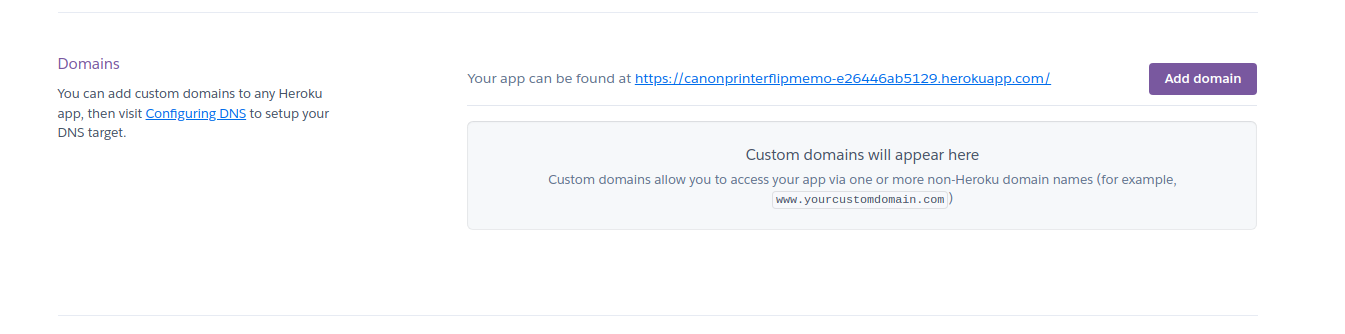 Domains
You can add custom domains to any Heroku
app, then visit Configuring DNS to setup your
DNS target.
Your app can be found at https://canonprinterflipmemo-e26446ab5129.herokuapp.com/
Add domain
Custom domains will appear here
Custom domains allow you to access your app via one or more non-Heroku domain names (for example,
www.yourcustomdomain.com)